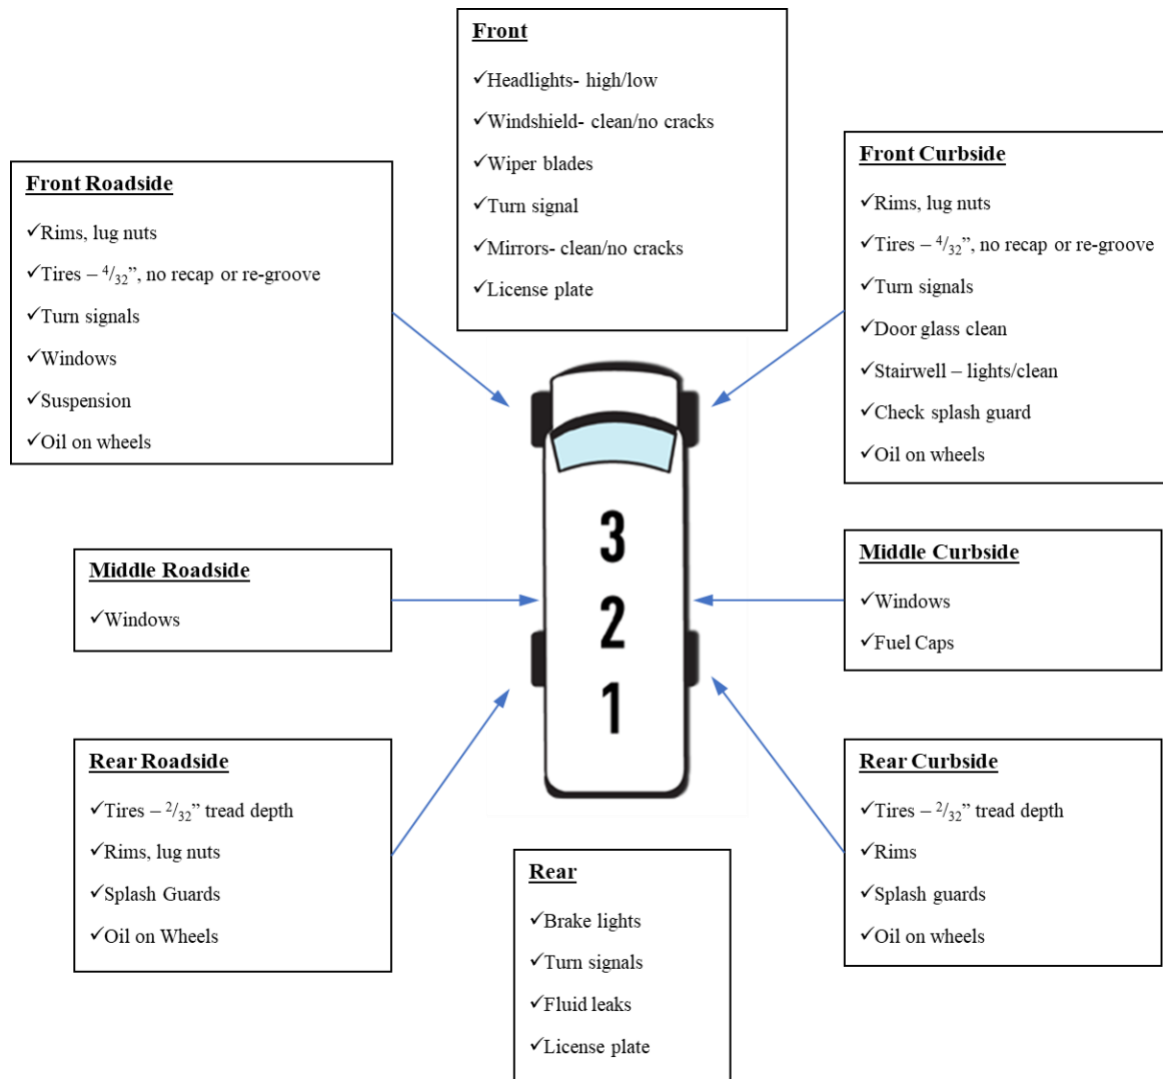 Front
✓Headlights- high/low
✓Windshield- clean/no cracks
✓Wiper blades
✓Turn signal
✓Mirrors- clean/no cracks
✓License plate
Front Roadside
✓Rims, lug nuts
✓Tires – 4/32”, no recap or re-groove
✓Turn signals
✓Windows
✓Suspension
✓Oil on wheels
Front Curbside
✓Rims, lug nuts
✓Tires – 4/32”, no recap or re-groove
✓Turn signals
✓Door glass clean
✓Stairwell – lights/clean
✓Check splash guard
✓Oil on wheels
3
2
1
Middle Roadside
✓Windows
Middle Curbside
✓Windows
✓Fuel Caps
Rear Roadside
✓Tires – 2/32” tread depth
✓Rims, lug nuts
✓Splash Guards
✓Oil on Wheels
Rear Curbside
✓Tires – 2/32” tread depth
✓Rims
✓Splash guards
✓Oil on wheels
Rear
✓Brake lights
✓Turn signals
✓Fluid leaks
✓License plate